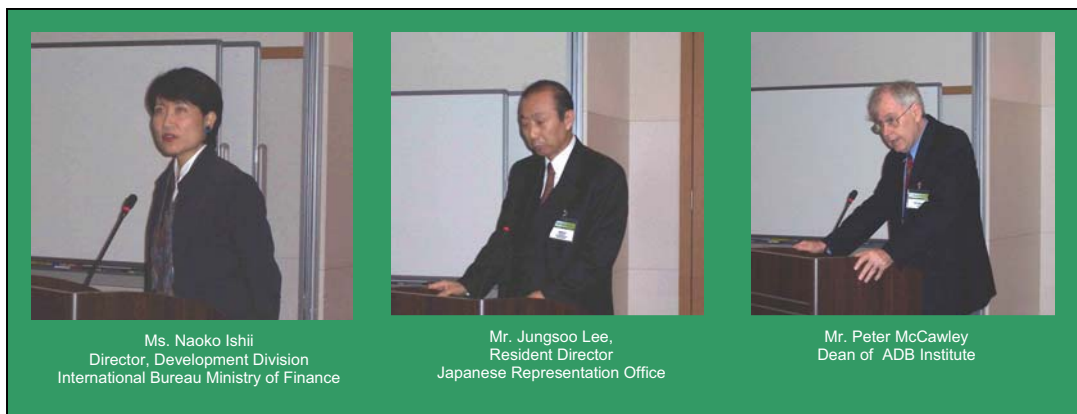 Ms. Naoko Ishii
Director, Development Division
International Bureau Ministry of Finance
Mr. Jungsoo Lee,
Resident Director
Japanese Representation Office
Mr. Peter McCawley
Dean of ADB Institute